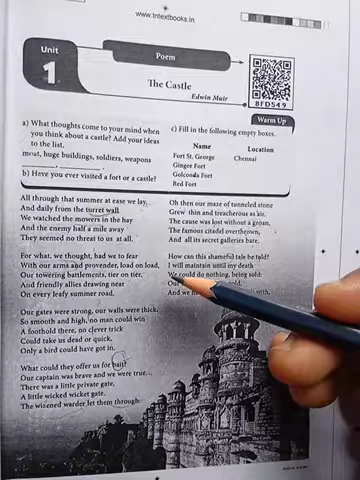 www.tntextbooks.in
Unit
1
Poem
The Castle
Edwin Muir
8FD549
Warm Up
a) What thoughts come to your mind when
you think about a castle? Add your ideas
to the list.
moat, huge buildings, soldiers, weapons
b) Have you ever visited a fort or a castle?
c) Fill in the following empty boxes.
Name Location
Fort St. George Chennai
Gingee Fort
Golconda Fort
Red Fort
All through that summer at ease we lay,
And daily from the turret wall
We watched the mowers in the hay
And the enemy half a mile away
They seemed no threat to us at all.
For what, we thought, had we to fear
With our arms and provender, load on load,
Our towering battlements, tier on tier,
And friendly allies drawing near
On every leafy summer road.
Our gates were strong, our walls were thick,
So smooth and high, no man could win
A foothold there, no clever trick
Could take us dead or quick,
Only a bird could have got in.
What could they offer us for bait?
Our captain was brave and we were true...
There was a little private gate,
A little wicked wicket gate.
The wizened warder let them through.
Oh then our maze of tunneled stone
Grew thin and treacherous as air.
The cause was lost without a groan,
The famous citadel overthrown,
And all its secret galleries bare.
How can this shameful tale be told?
I will maintain until my death
We could do nothing, being sold:
Our
And we
The Castle